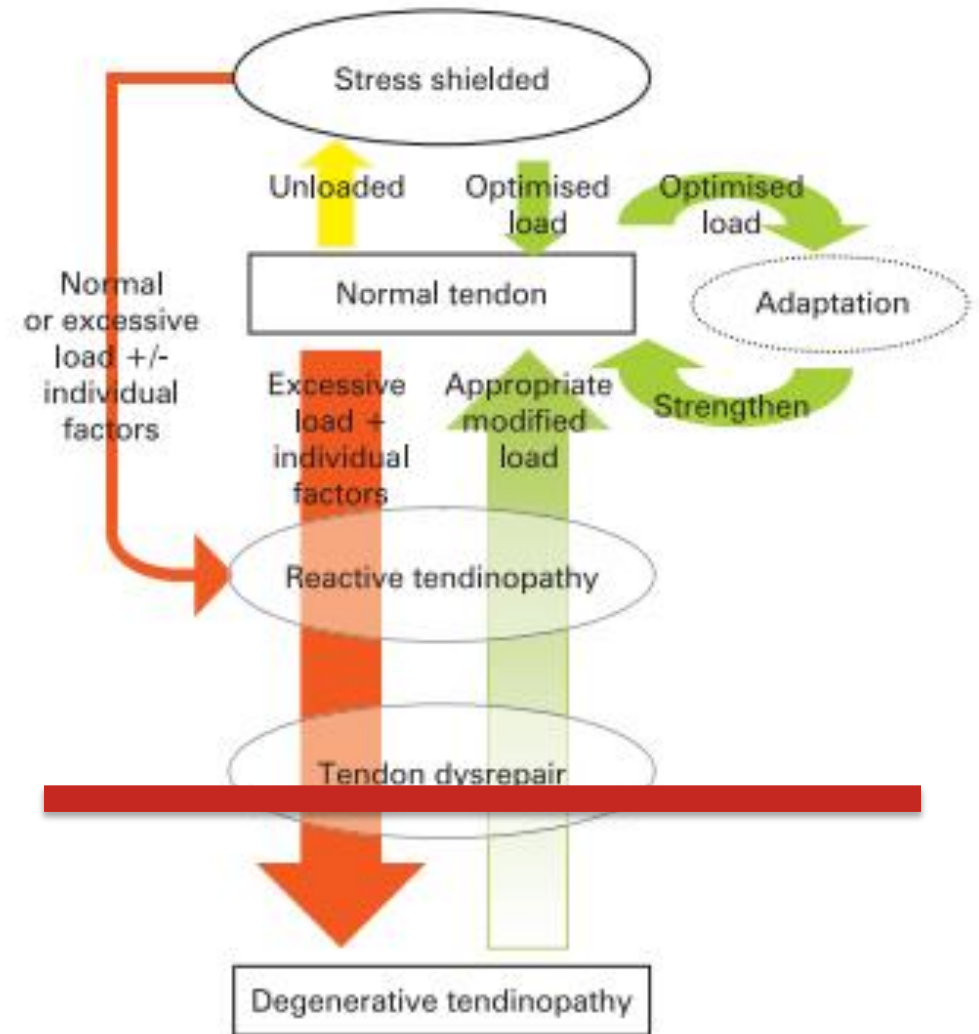 Stress shielded
Unloaded
Optimised
load
Optimised
load
Normal
or excessive
load +/-
individual
factors
Normal tendon
Adaptation
Excessive
load +
individual
factors
Appropriate
modified
load
Strengthen
Reactive tendinopathy
Tendon dysrepair
Degenerative tendinopathy